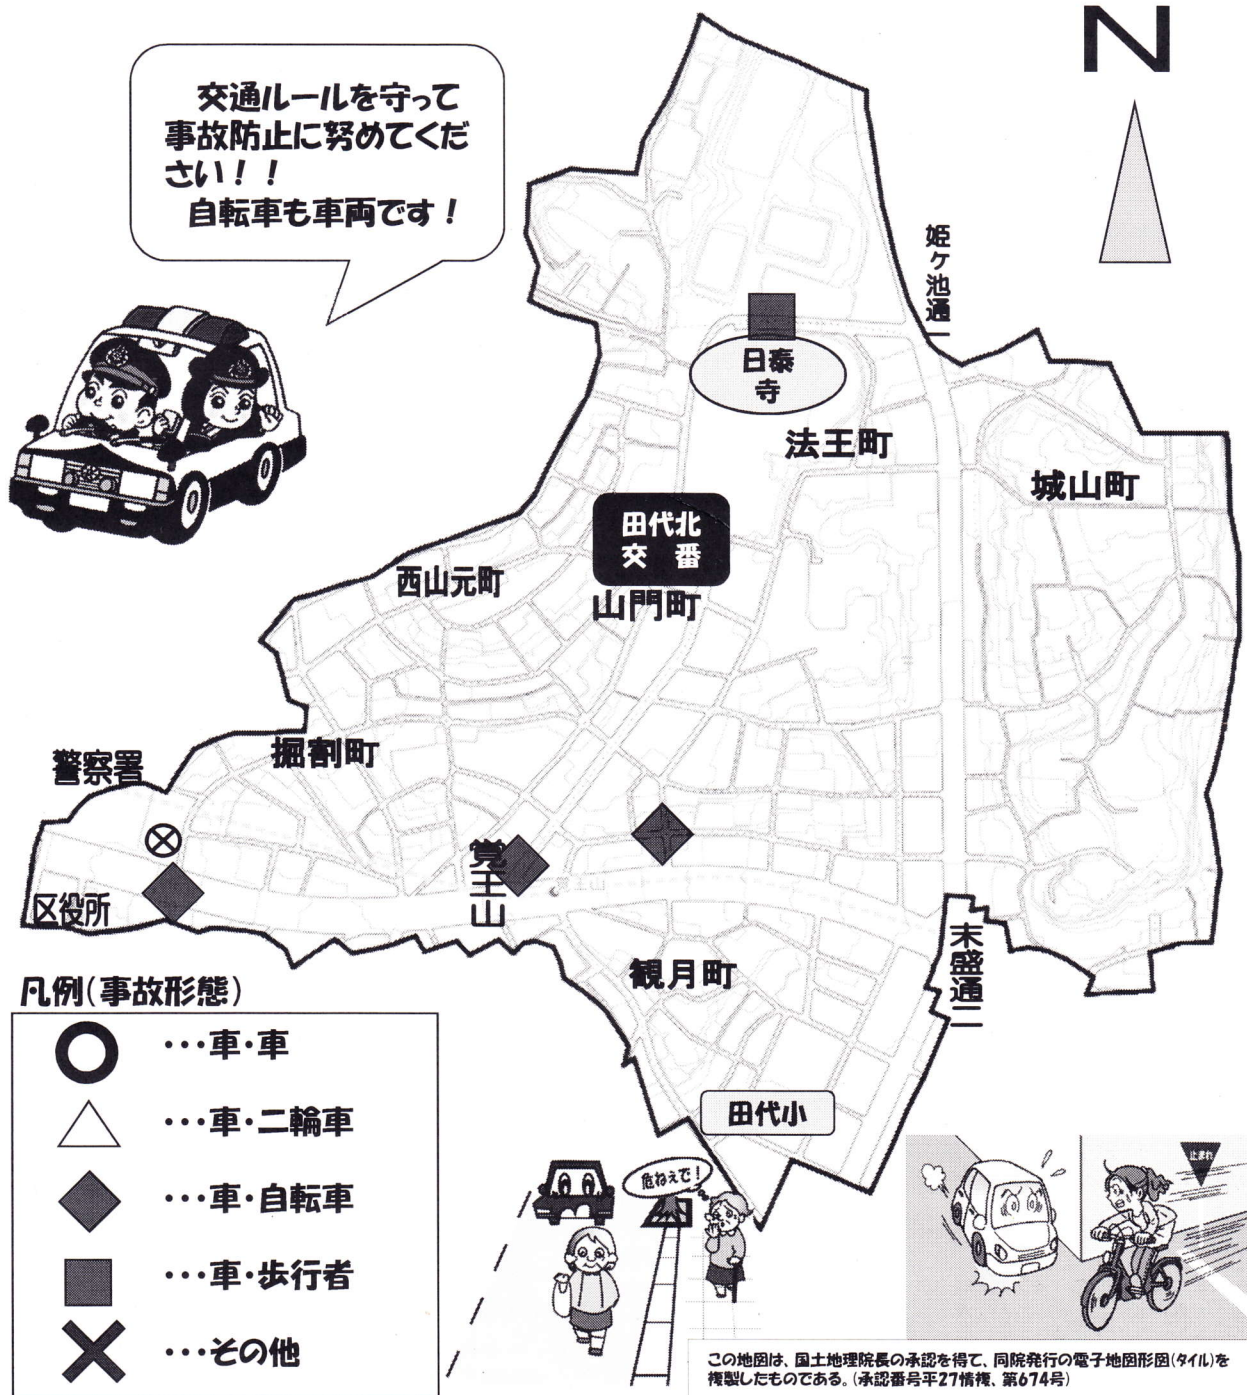 N
交通ルールを守って
事故防止に努めてくだ
さい！！
自転車も車両です！
姫ヶ池通一
日泰
寺
法王町
城山町
田代北
交　番
西山元町
山門町
掘割町
警察署
区役所
覚王山
覚王山
観月町
末盛通二
田代小
凡例（事故形態）
…車・車
…車・二輪車
…車・自転車
…車・歩行者
…その他
危ねぇで！
止まれ
この地図は、国土地理院長の承認を得て、同院発行の電子地図形図（タイル）を
複製したものである。（承認番号平27情複、第674号）